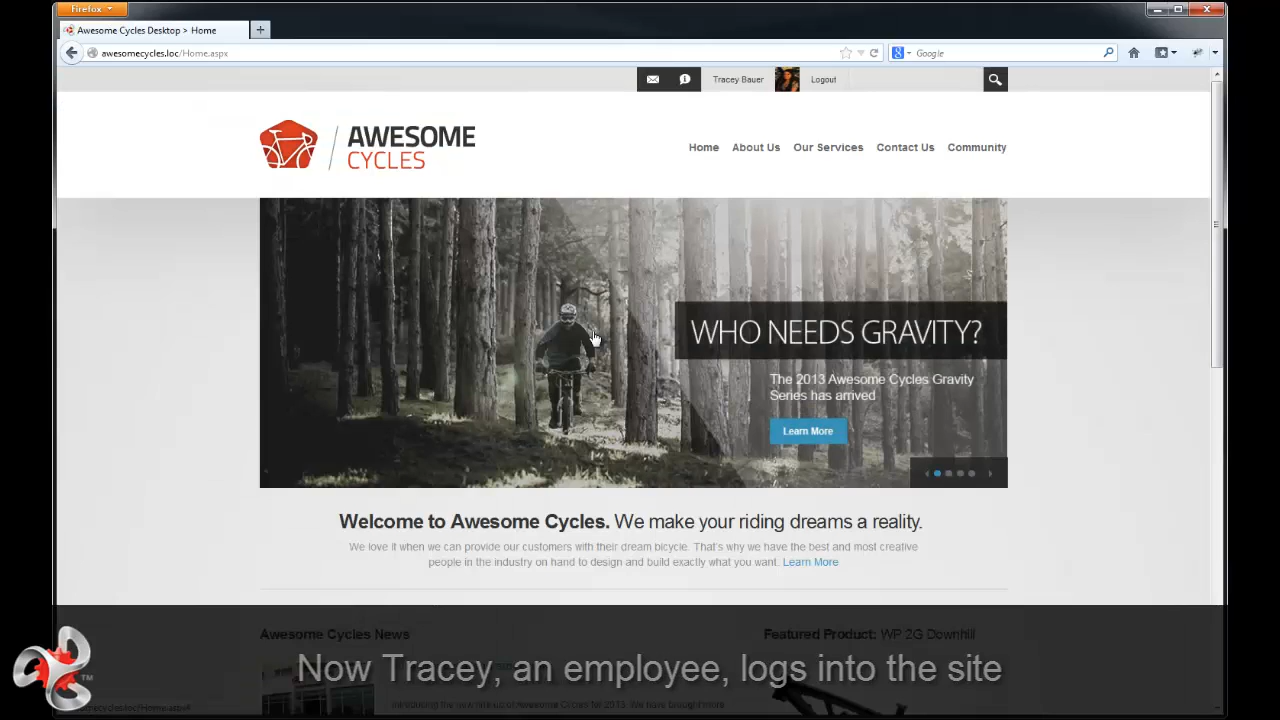 Firefox
Awesome Cycles Desktop > Home
awesomecycles.loc/Home.aspx
Google
Tracey Bauer
Logout
AWESOME
CYCLES
Home
About Us
Our Services
Contact Us
Community
WHO NEEDS GRAVITY?
The 2013 Awesome Cycles Gravity
Series has arrived
Learn More
Welcome to Awesome Cycles. We make your riding dreams a reality.
We love it when we can provide our customers with their dream bicycle. That's why we have the best and most creative
people in the industry on hand to design and build exactly what you want. Learn More
Awesome Cycles News
Featured Product: WP 2G Downhill
Now Tracey, an employee, logs into the site
TM